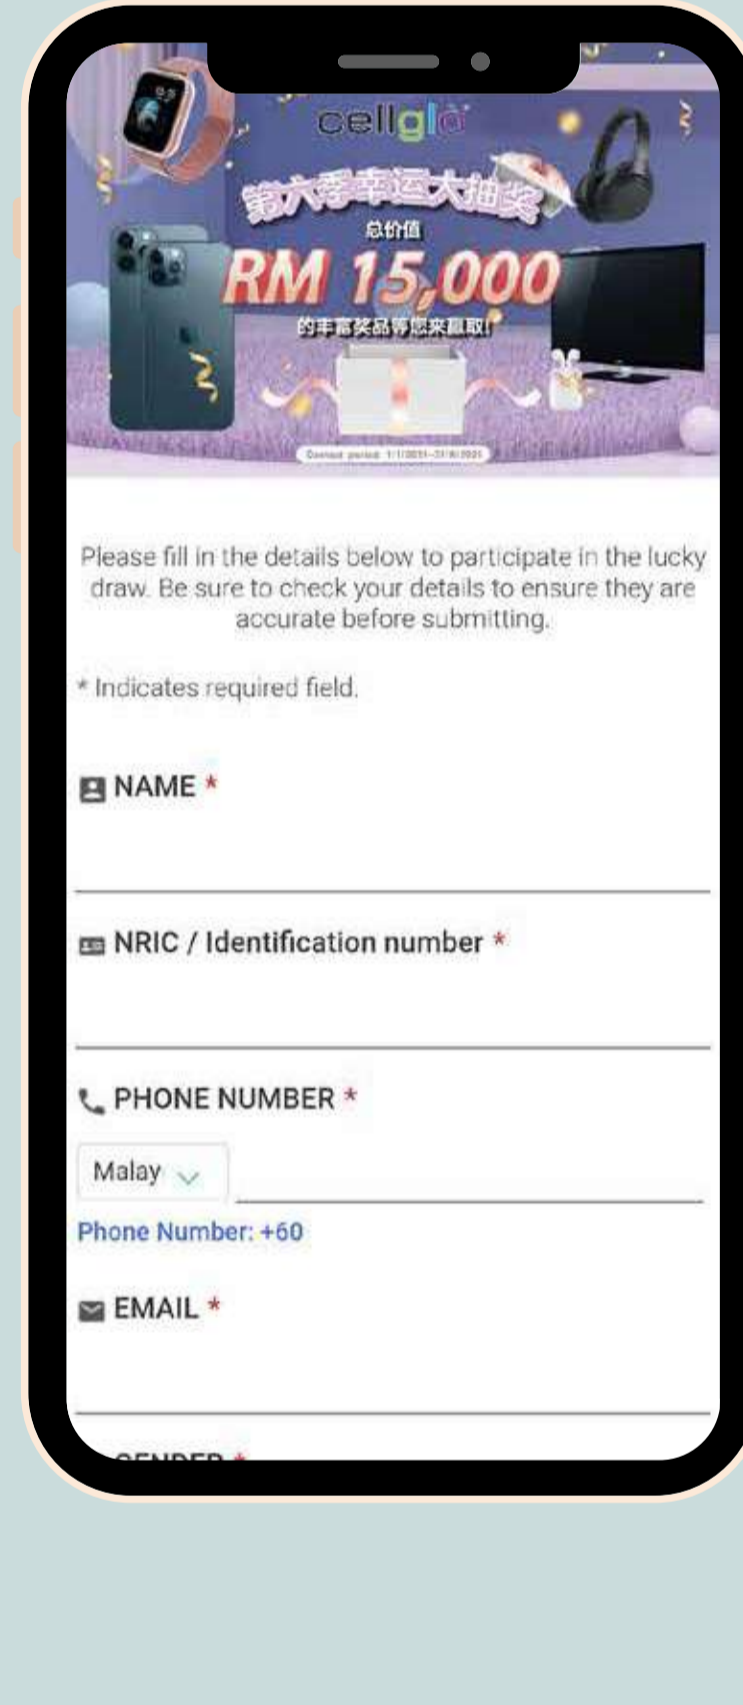 cellglo
第六季幸运大抽奖
总价值
RM 15,000
的丰富奖品等您来赢取!
Please fill in the details below to participate in the lucky
draw. Be sure to check your details to ensure they are
accurate before submitting.
* Indicates required field.
NAME *
NRIC / Identification number *
PHONE NUMBER *
Malay
Phone Number: +60
EMAIL *
GENDER *